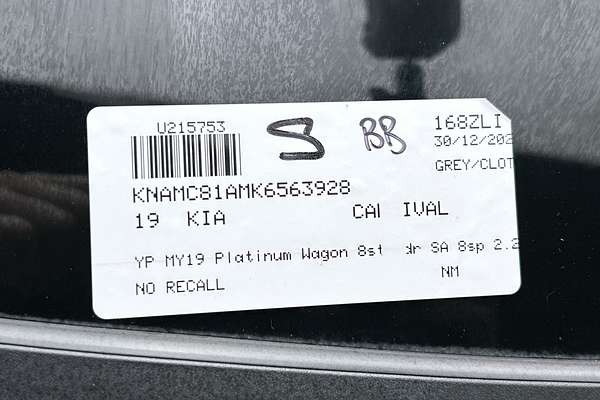 U215753
S
BB
168ZLI
30/12/202
GREY/CLOT
KNAMC81AMK6563928
19 KIA CAI IVAL
YP MY19 Platinum Wagon 8st dr SA 8sp 2.2
NO RECALL NM